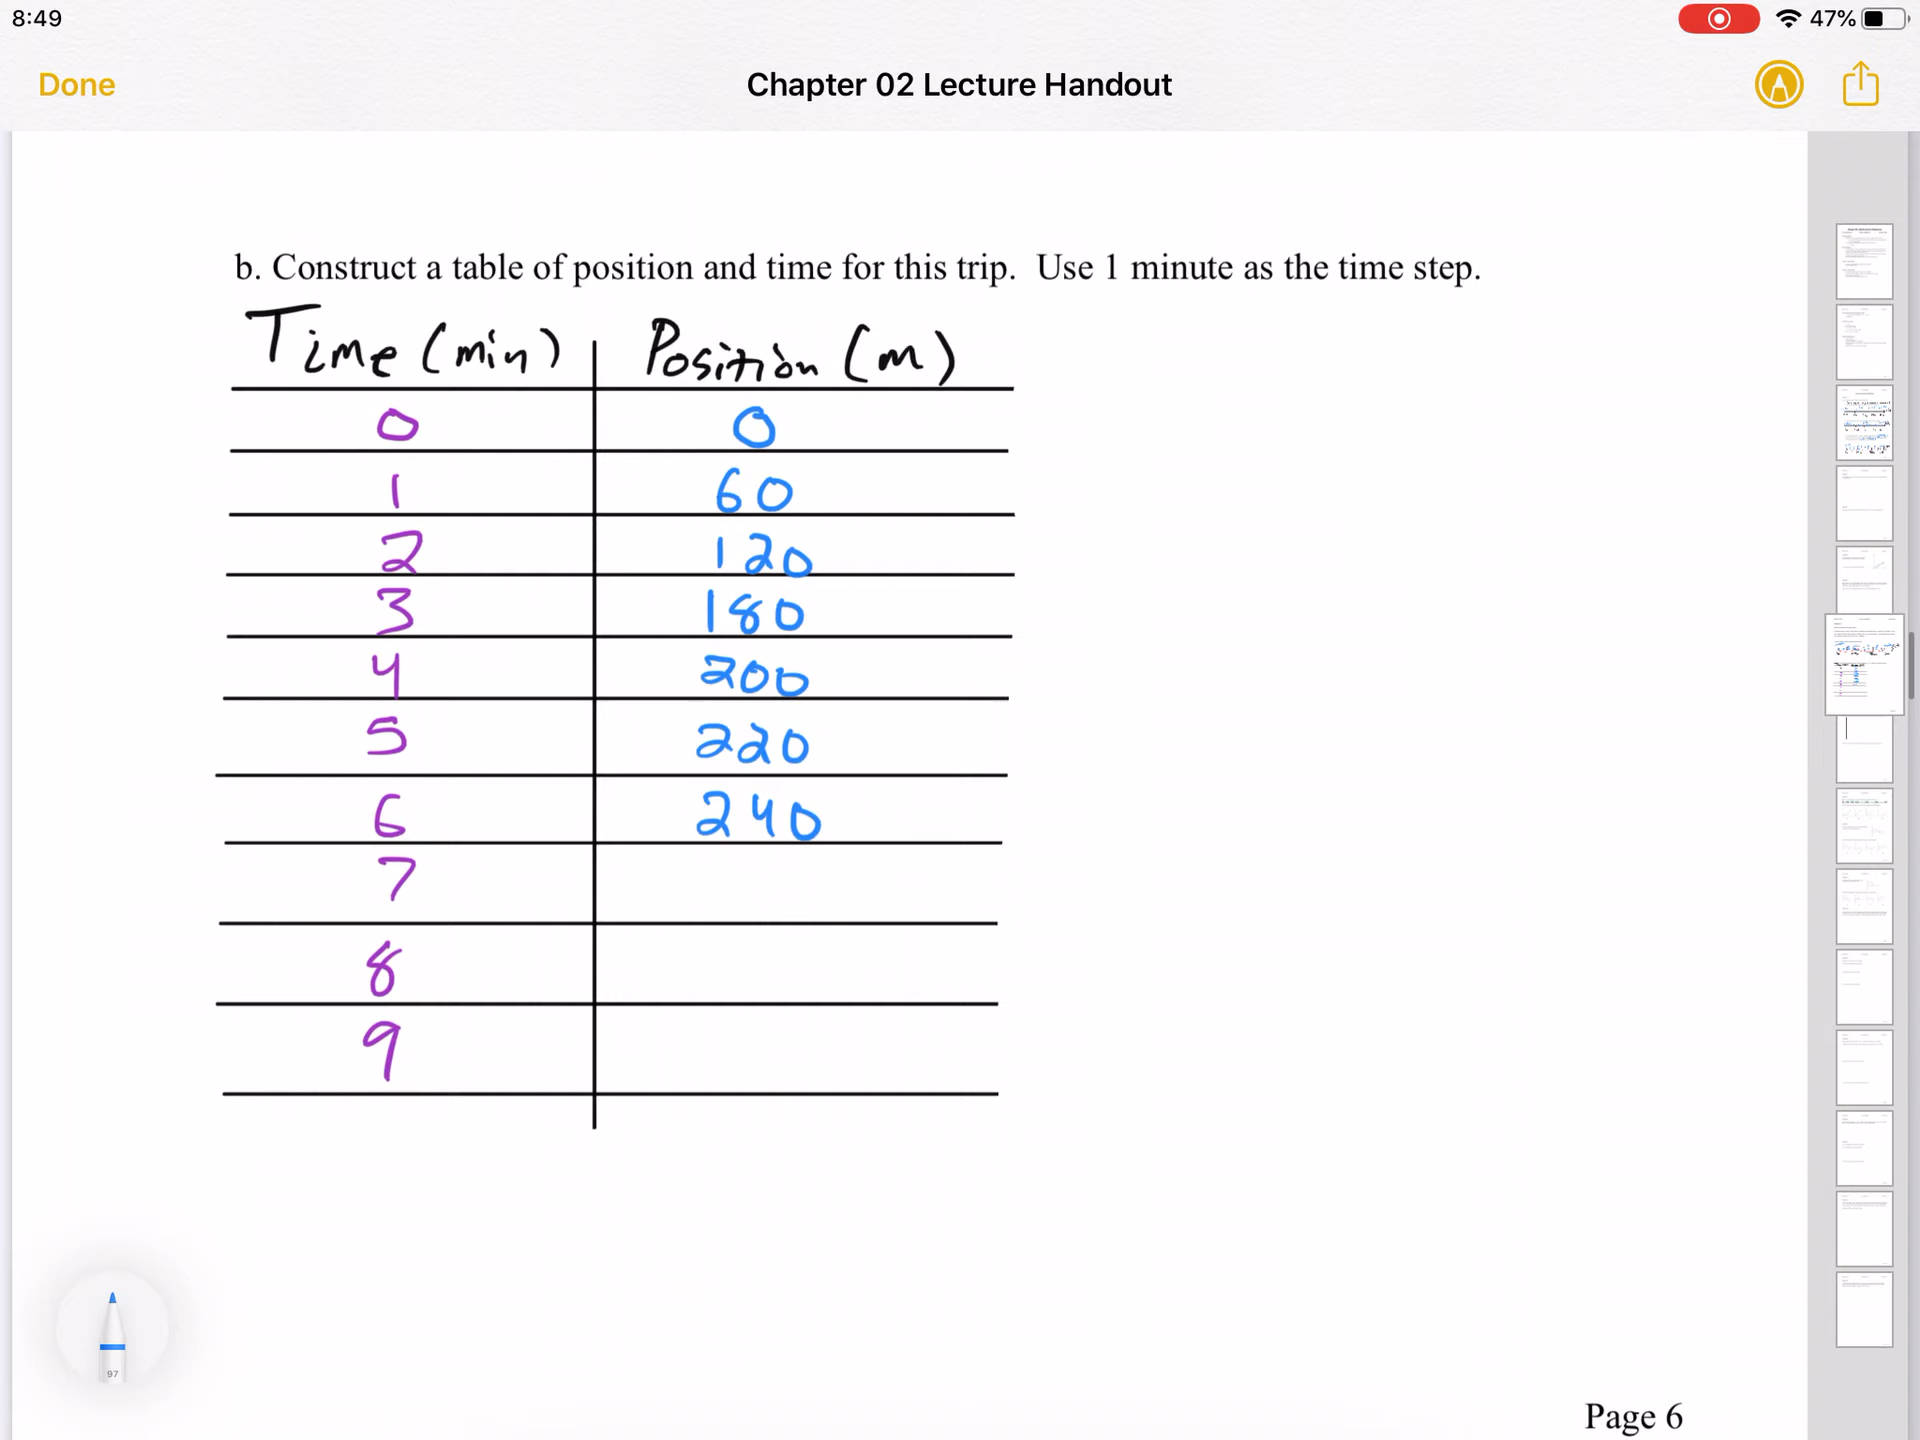 8:49
47%
Done
Chapter 02 Lecture Handout
b. Construct a table of position and time for this trip. Use 1 minute as the time step.
Time (min) Position (m)
0 0
1 60
2 120
3 180
4 200
5 220
6 240
7
8
9
97
Page 6